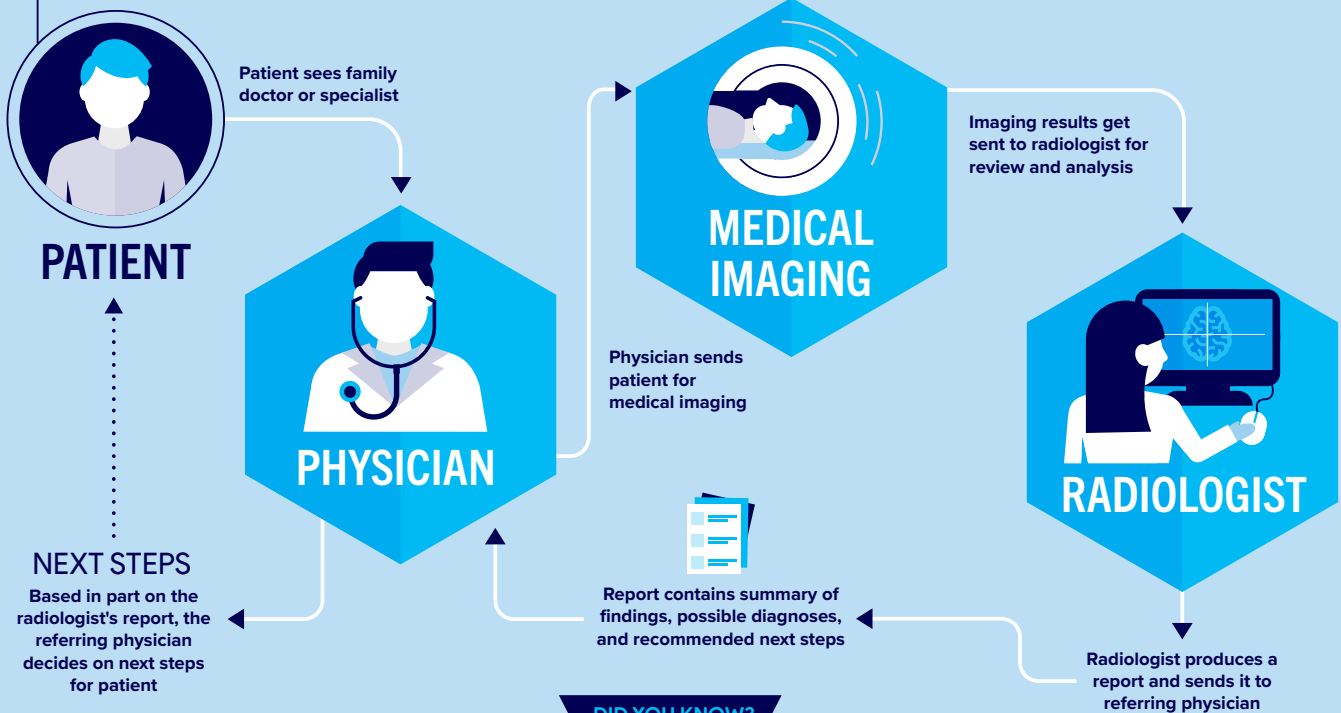 Patient sees family
doctor or specialist
PATIENT
PHYSICIAN
Physician sends
patient for
medical imaging
MEDICAL
IMAGING
Imaging results get
sent to radiologist for
review and analysis
RADIOLOGIST
Radiologist produces a
report and sends it to
referring physician
Report contains summary of
findings, possible diagnoses,
and recommended next steps
NEXT STEPS
Based in part on the
radiologist's report, the
referring physician
decides on next steps
for patient
DID YOU KNOW?